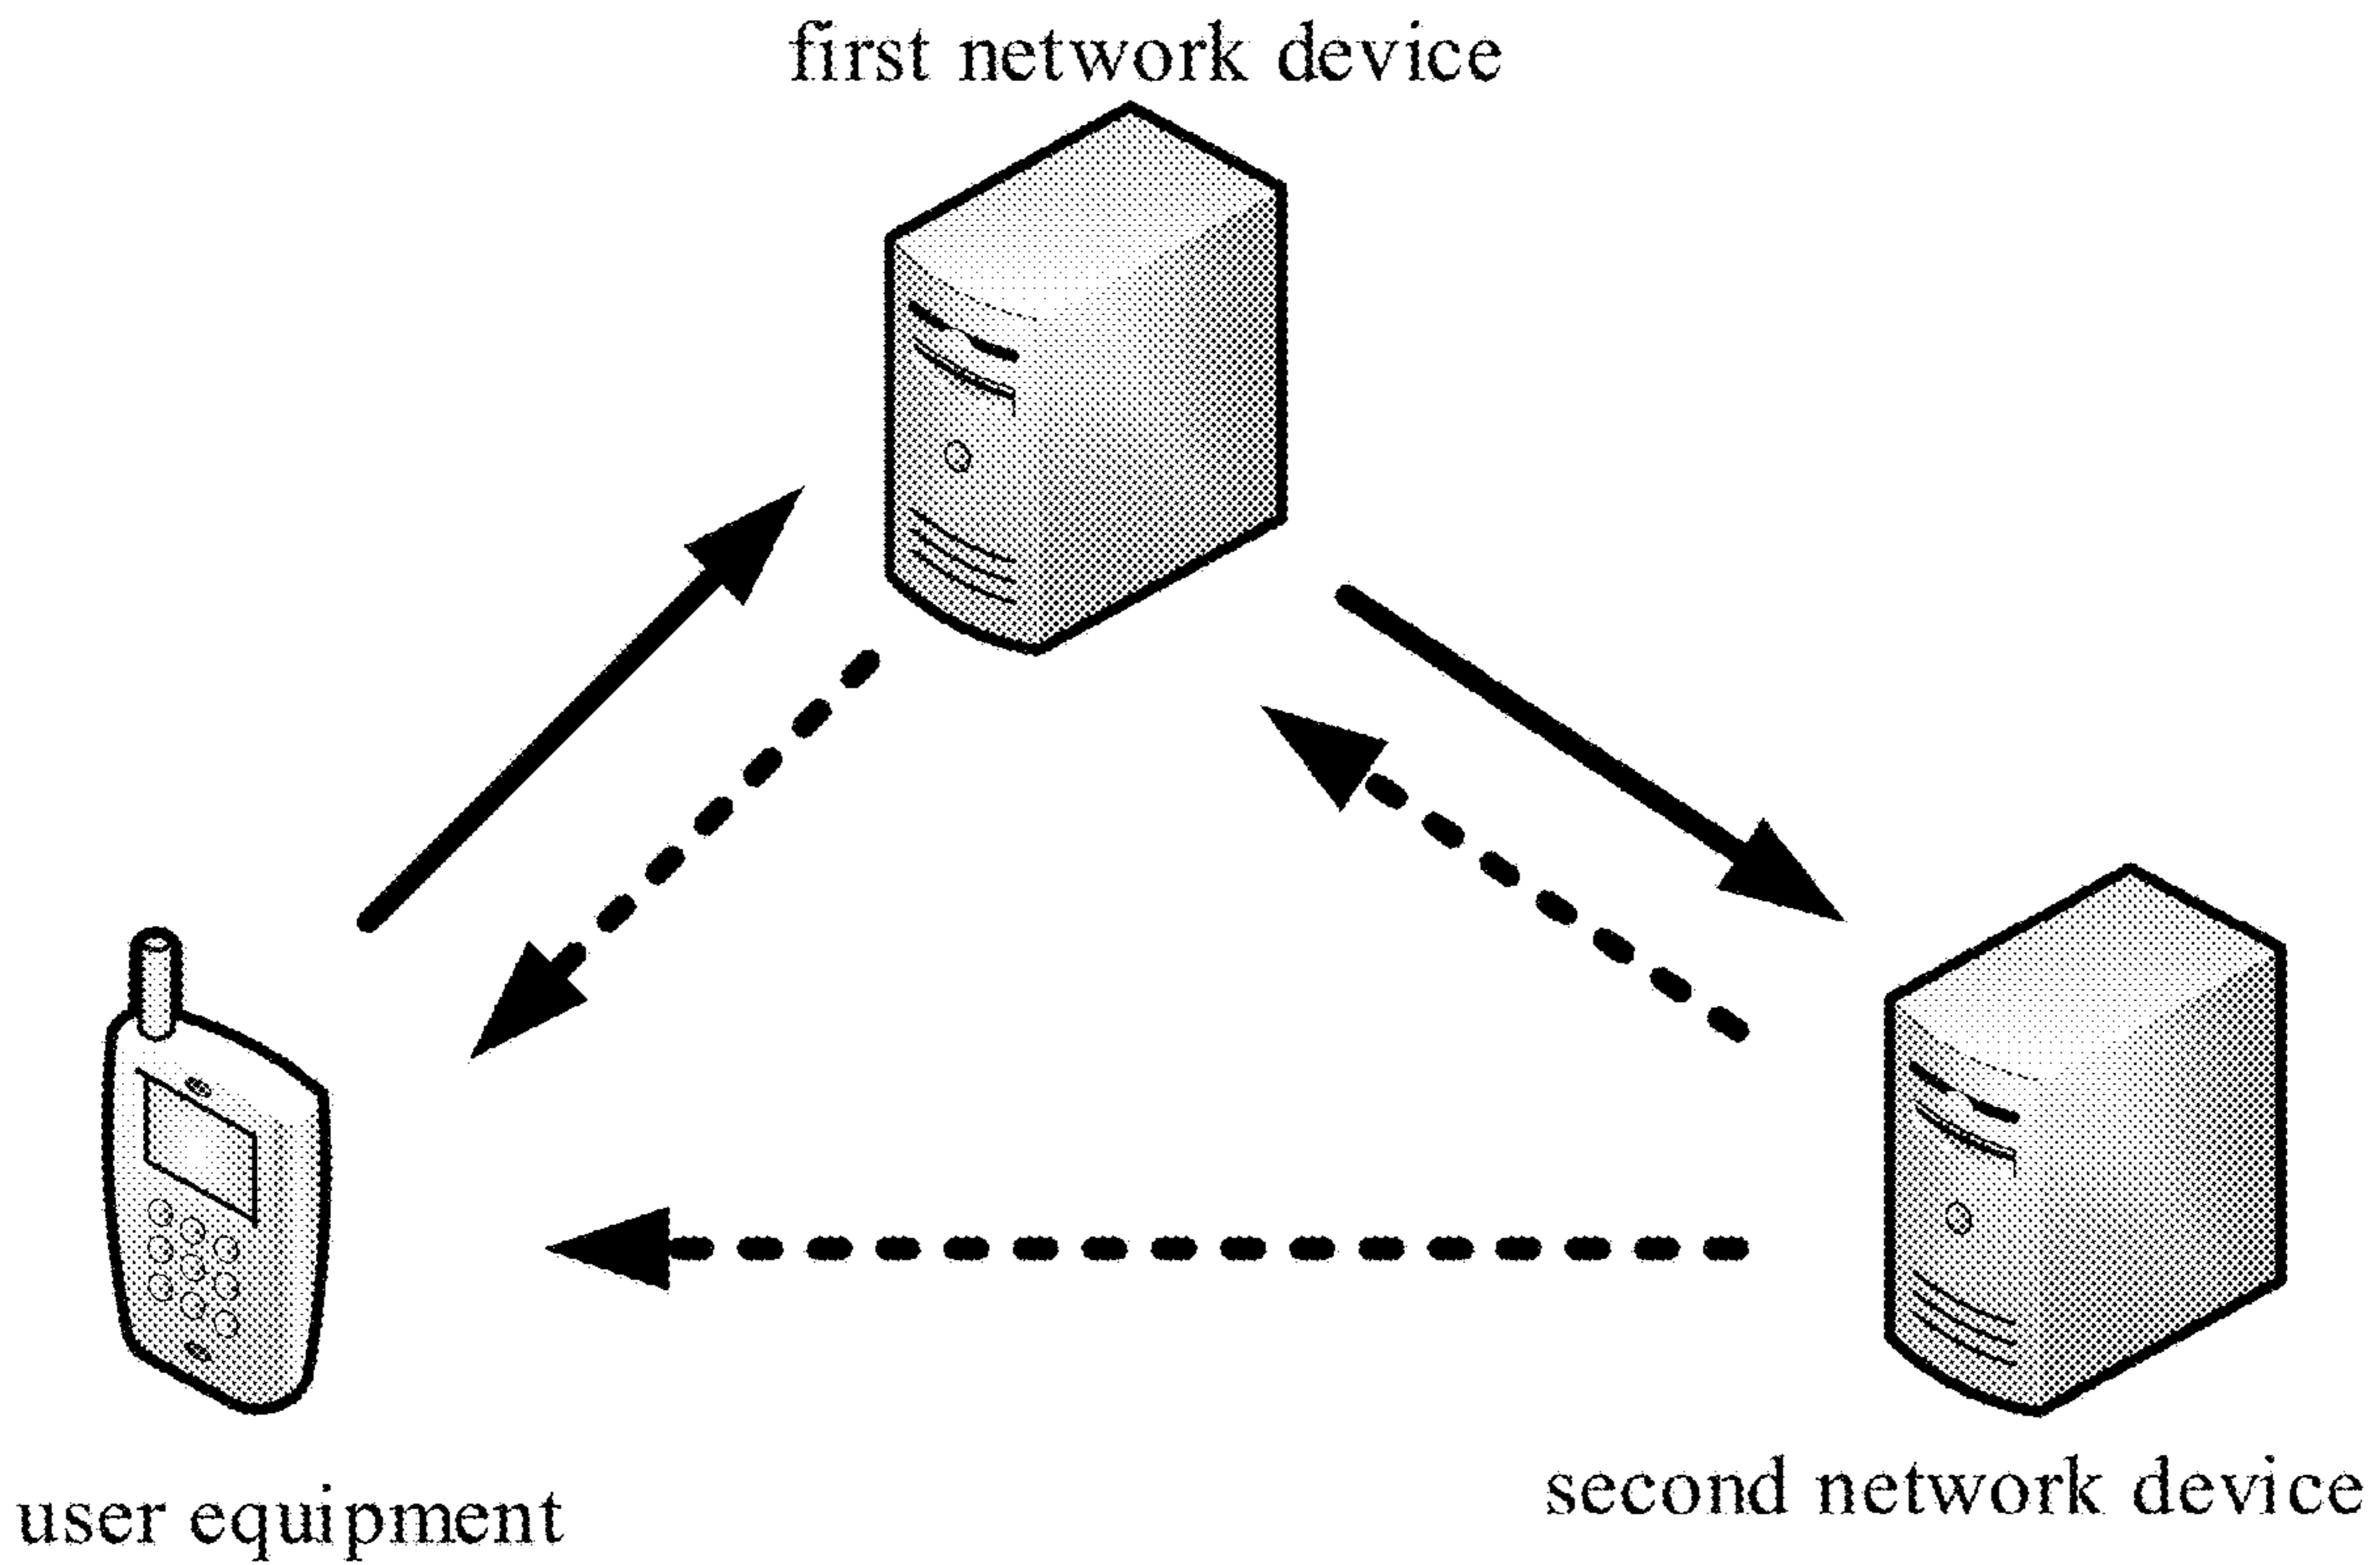 first network device
user equipment
second network device